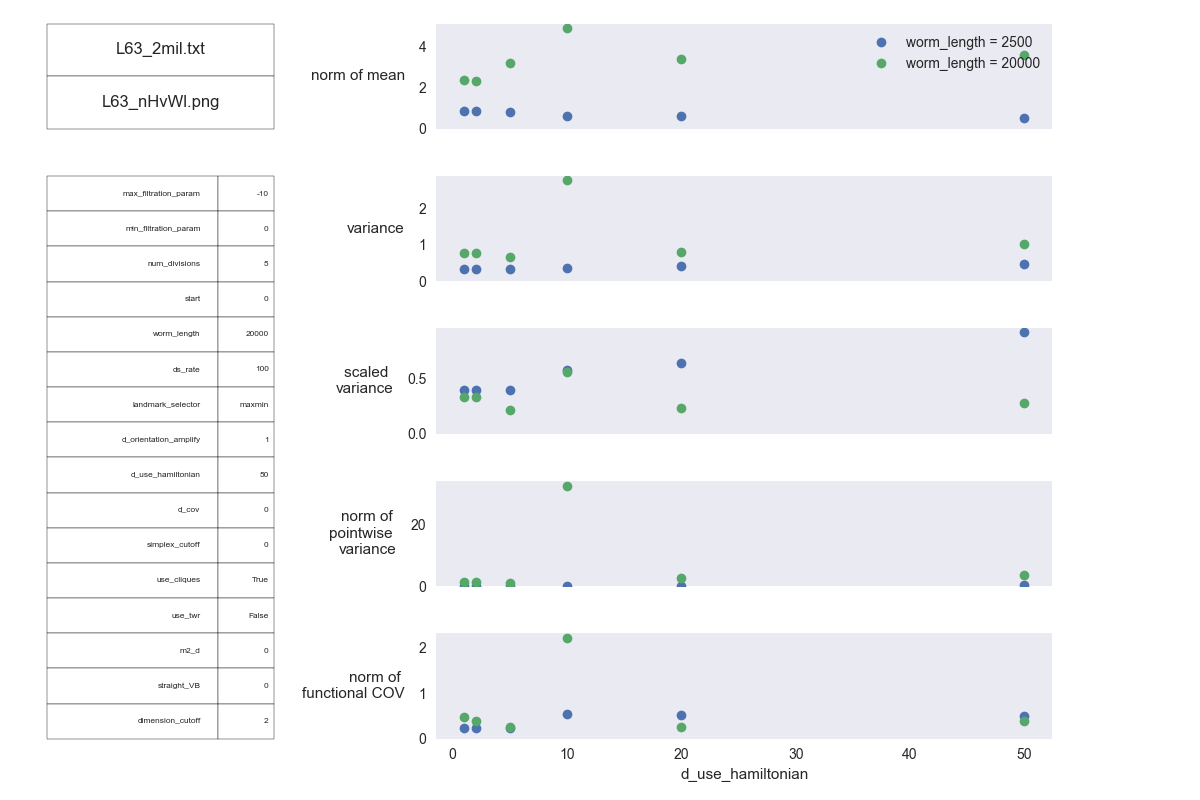 L63_2mil.txt
L63_nHvWl.png
max_filtration_param -10
min_filtration_param 0
num_divisions 5
start 0
worm_length 20000
ds_rate 100
landmark_selector maxmin
d_orientation_amplify 1
d_use_hamiltonian 50
d_cov 0
simplex_cutoff 0
use_cliques True
use_twr False
m2_d 0
straight_VB 0
dimension_cutoff 2
norm of mean
4
2
0
worm_length = 2500
worm_length = 20000
variance
2
1
0
scaled
variance
0.5
0.0
norm of
pointwise
variance
20
0
norm of
functional COV
2
1
0
0 10 20 30 40 50
d_use_hamiltonian